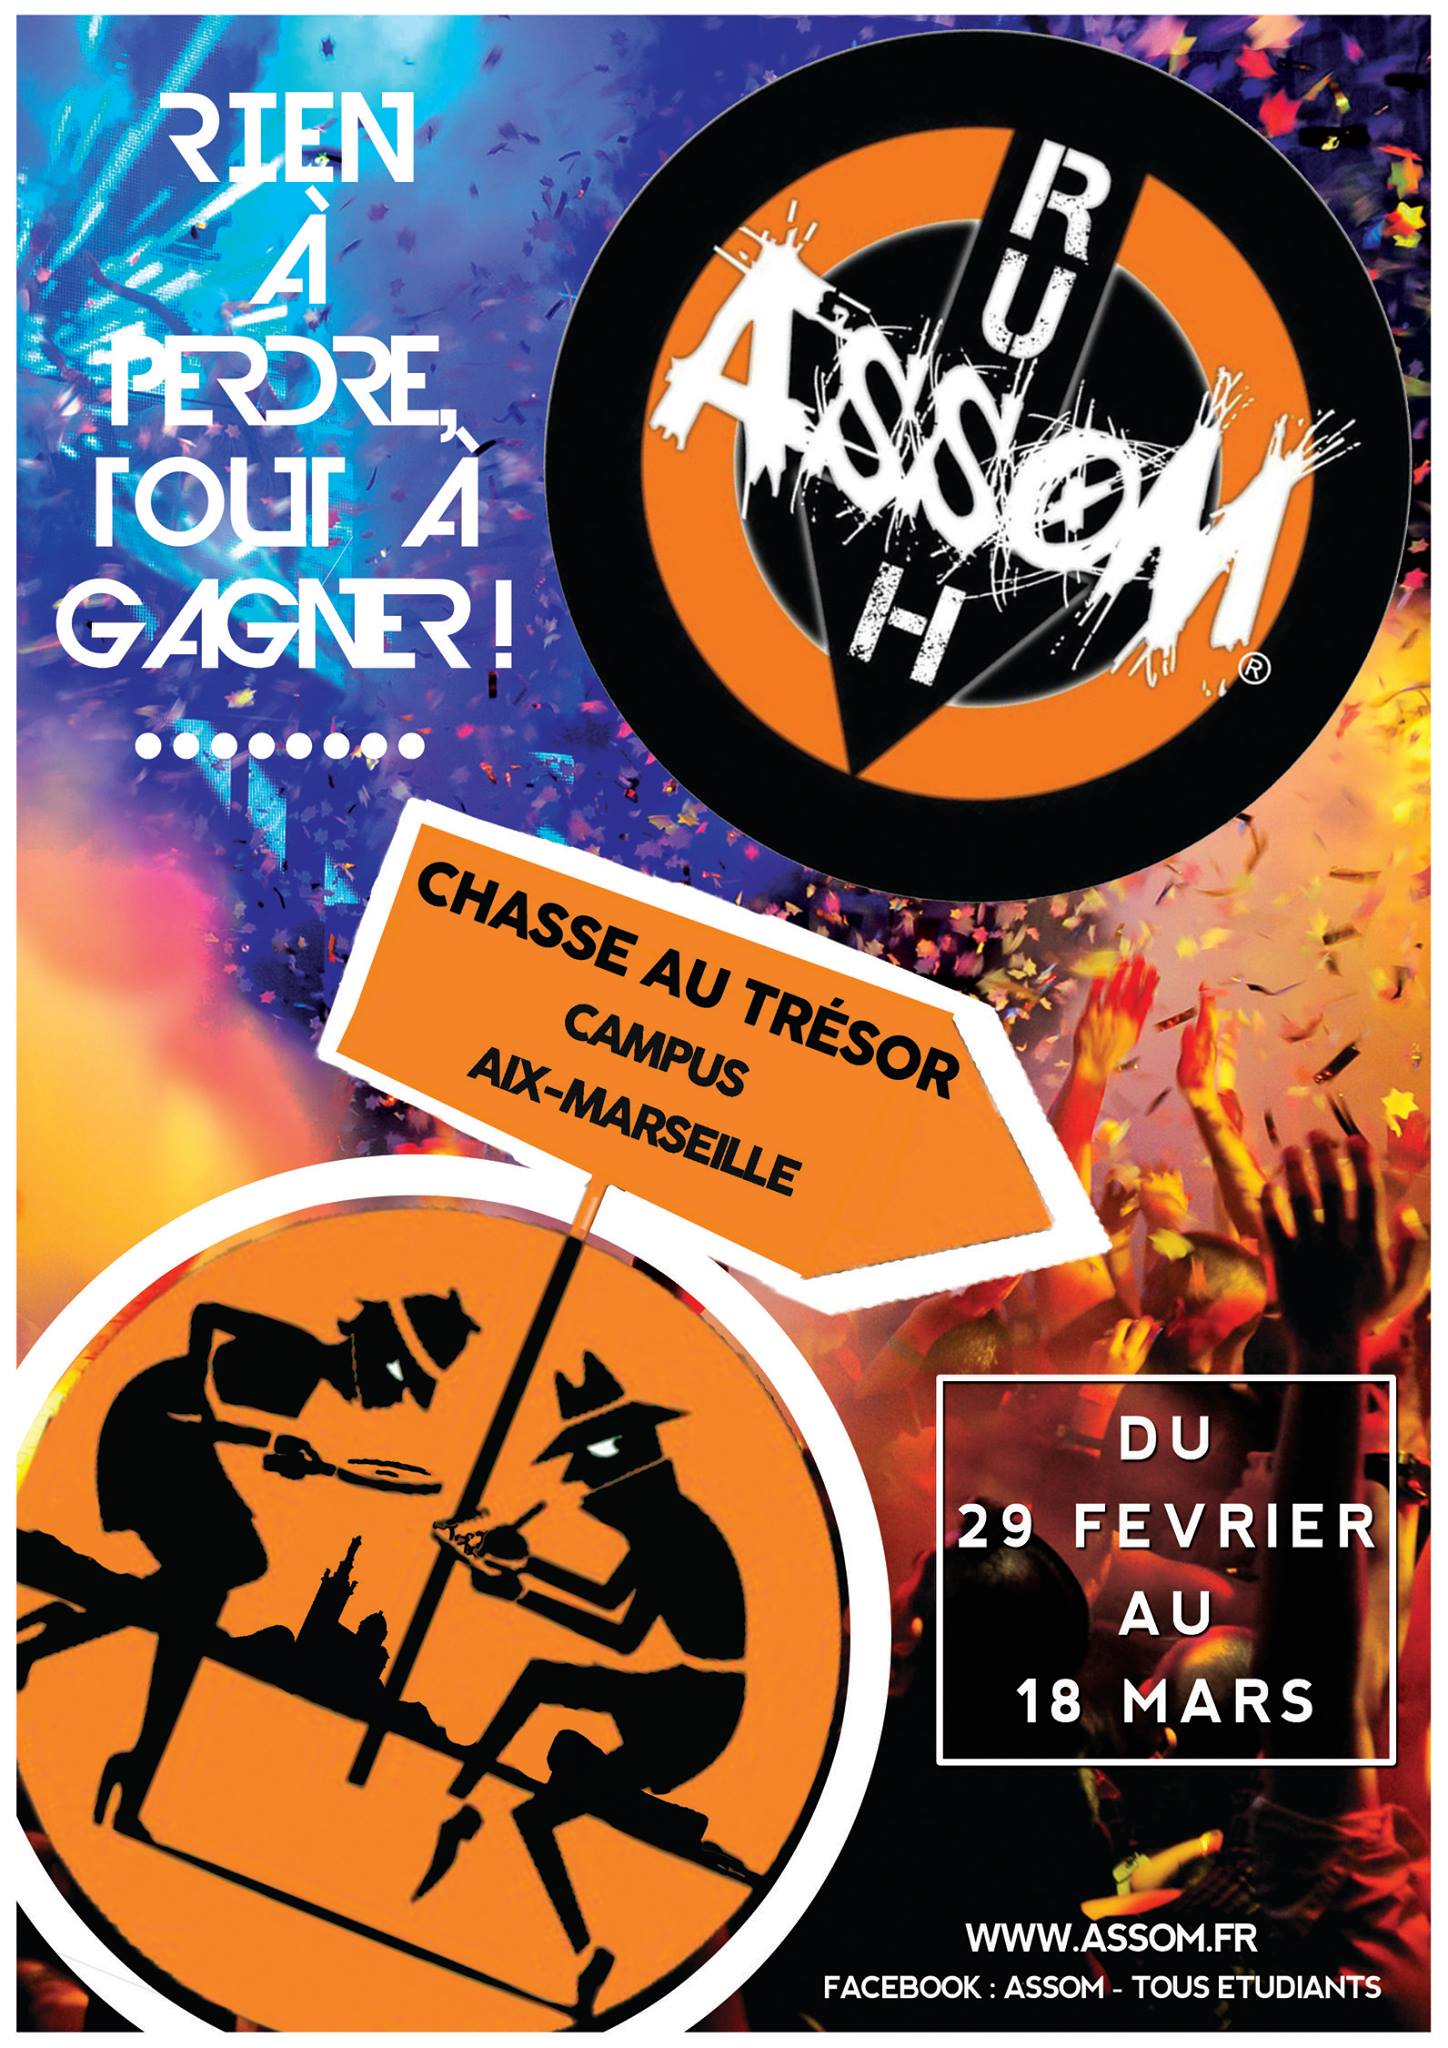 RIEN
À
PERDRE,
TOUT À
GAGNER !
RUSH
ASSOM
®
CHASSE AU TRÉSOR
CAMPUS
AIX-MARSEILLE
DU
29 FEVRIER
AU
18 MARS
WWW.ASSOM.FR
FACEBOOK : ASSOM - TOUS ETUDIANTS